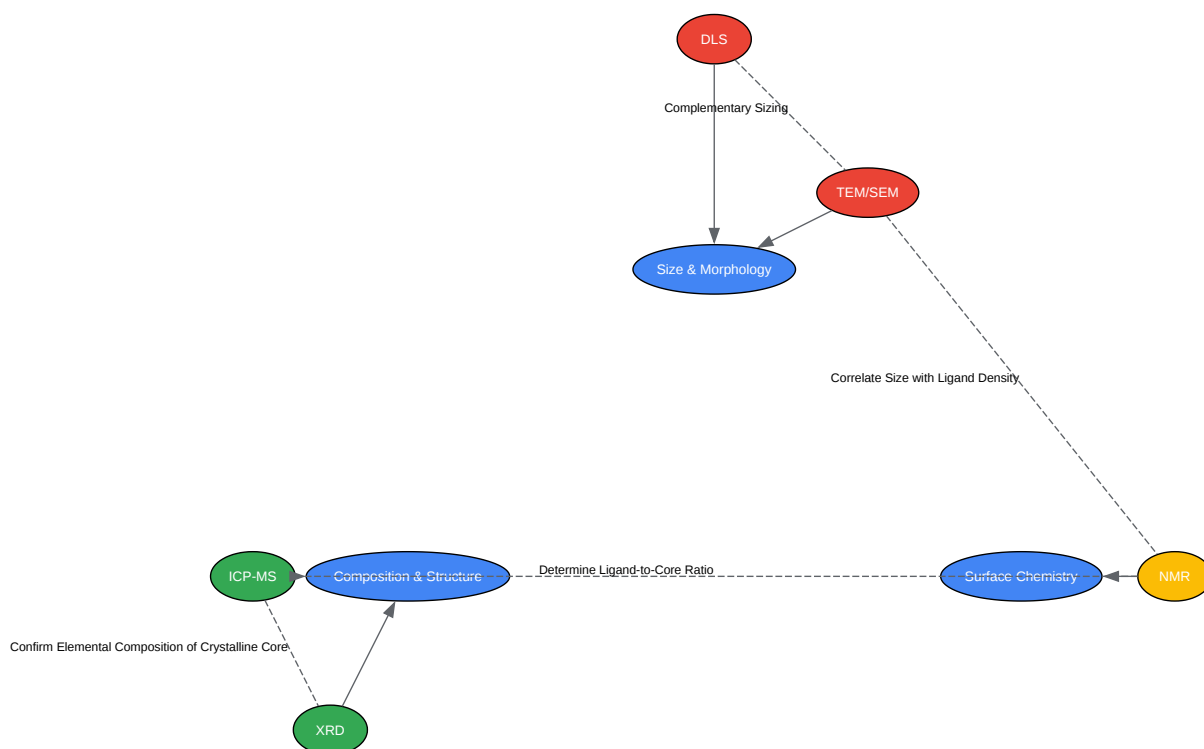 DLS
Complementary Sizing
TEM/SEM
Size & Morphology
Correlate Size with Ligand Density
ICP-MS
Composition & Structure
Determine Ligand-to-Core Ratio
Surface Chemistry
NMR
Confirm Elemental Composition of Crystalline Core
XRD